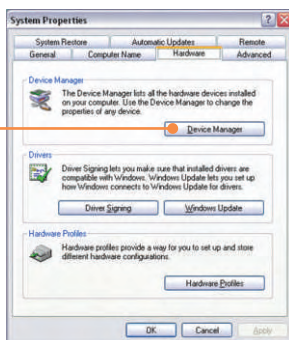 System Properties
System Restore Automatic Updates Remote
General Computer Name Hardware Advanced
Device Manager
The Device Manager lists all the hardware devices installed
on your computer. Use the Device Manager to change the
properties of any device.
Device Manager
Drivers
Driver Signing lets you make sure that installed drivers are
compatible with Windows. Windows Update lets you set up
how Windows connects to Windows Update for drivers.
Driver Signing Windows Update
Hardware Profiles
Hardware profiles provide a way for you to set up and store
different hardware configurations.
Hardware Profiles
OK Cancel Apply